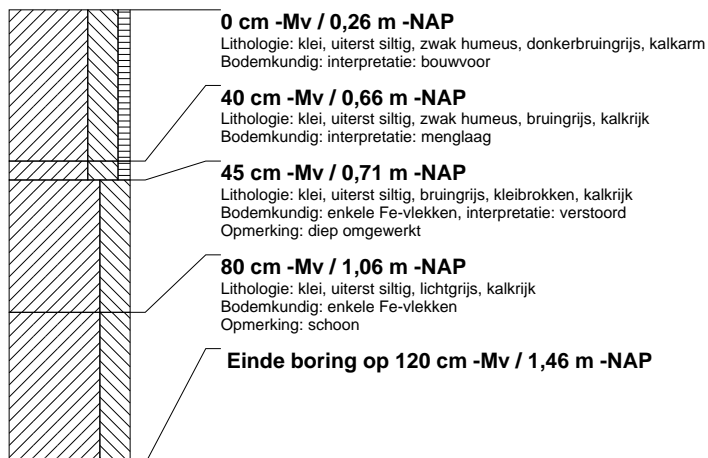 0 cm -Mv / 0,26 m -NAP
Lithologie: klei, uiterst siltig, zwak humeus, donkerbruingrijs, kalkarm
Bodemkundig: interpretatie: bouwvoor
40 cm -Mv / 0,66 m -NAP
Lithologie: klei, uiterst siltig, zwak humeus, bruingrijs, kalkrijk
Bodemkundig: interpretatie: menglaag
45 cm -Mv / 0,71 m -NAP
Lithologie: klei, uiterst siltig, bruingrijs, kleibrokken, kalkrijk
Bodemkundig: enkele Fe-vlekken, interpretatie: verstoord
Opmerking: diep omgewerkt
80 cm -Mv / 1,06 m -NAP
Lithologie: klei, uiterst siltig, lichtgrijs, kalkrijk
Bodemkundig: enkele Fe-vlekken
Opmerking: schoon
Einde boring op 120 cm -Mv / 1,46 m -NAP